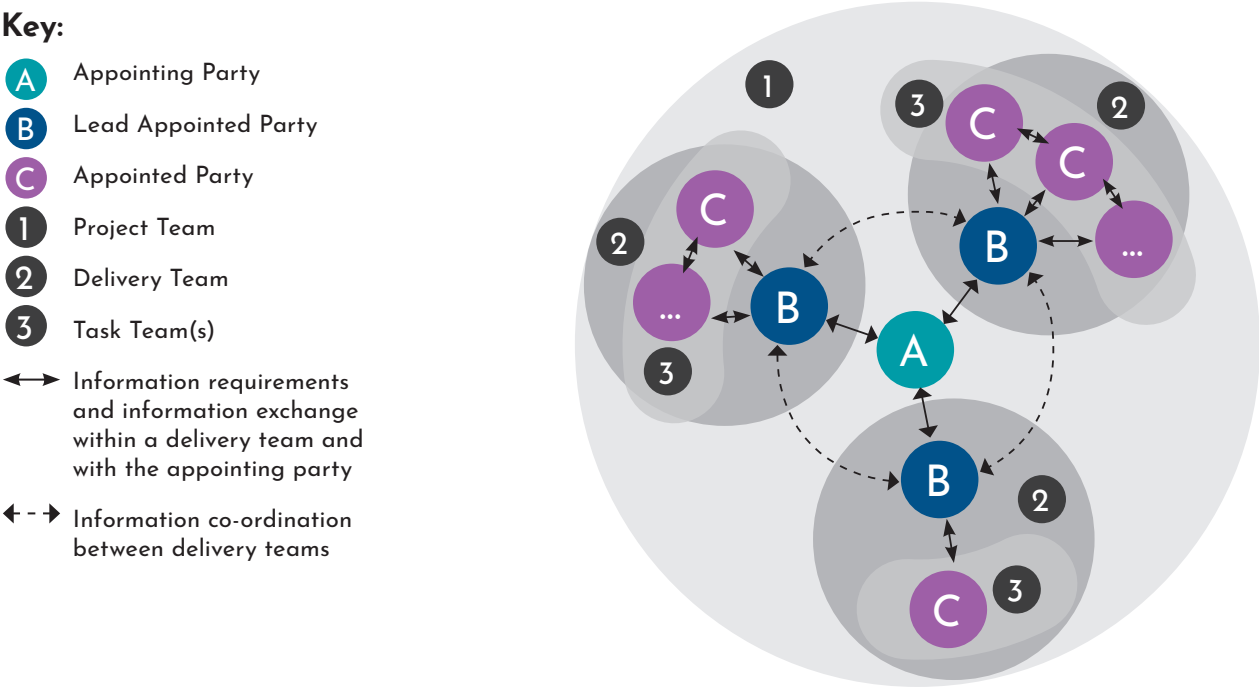 Key:
A Appointing Party
B Lead Appointed Party
C Appointed Party
1 Project Team
2 Delivery Team
3 Task Team(s)
Information requirements
and information exchange
within a delivery team and
with the appointing party
Information co-ordination
between delivery teams
1
3
C
2
C
B
...
C
2
...
B
3
A
B
2
C
3